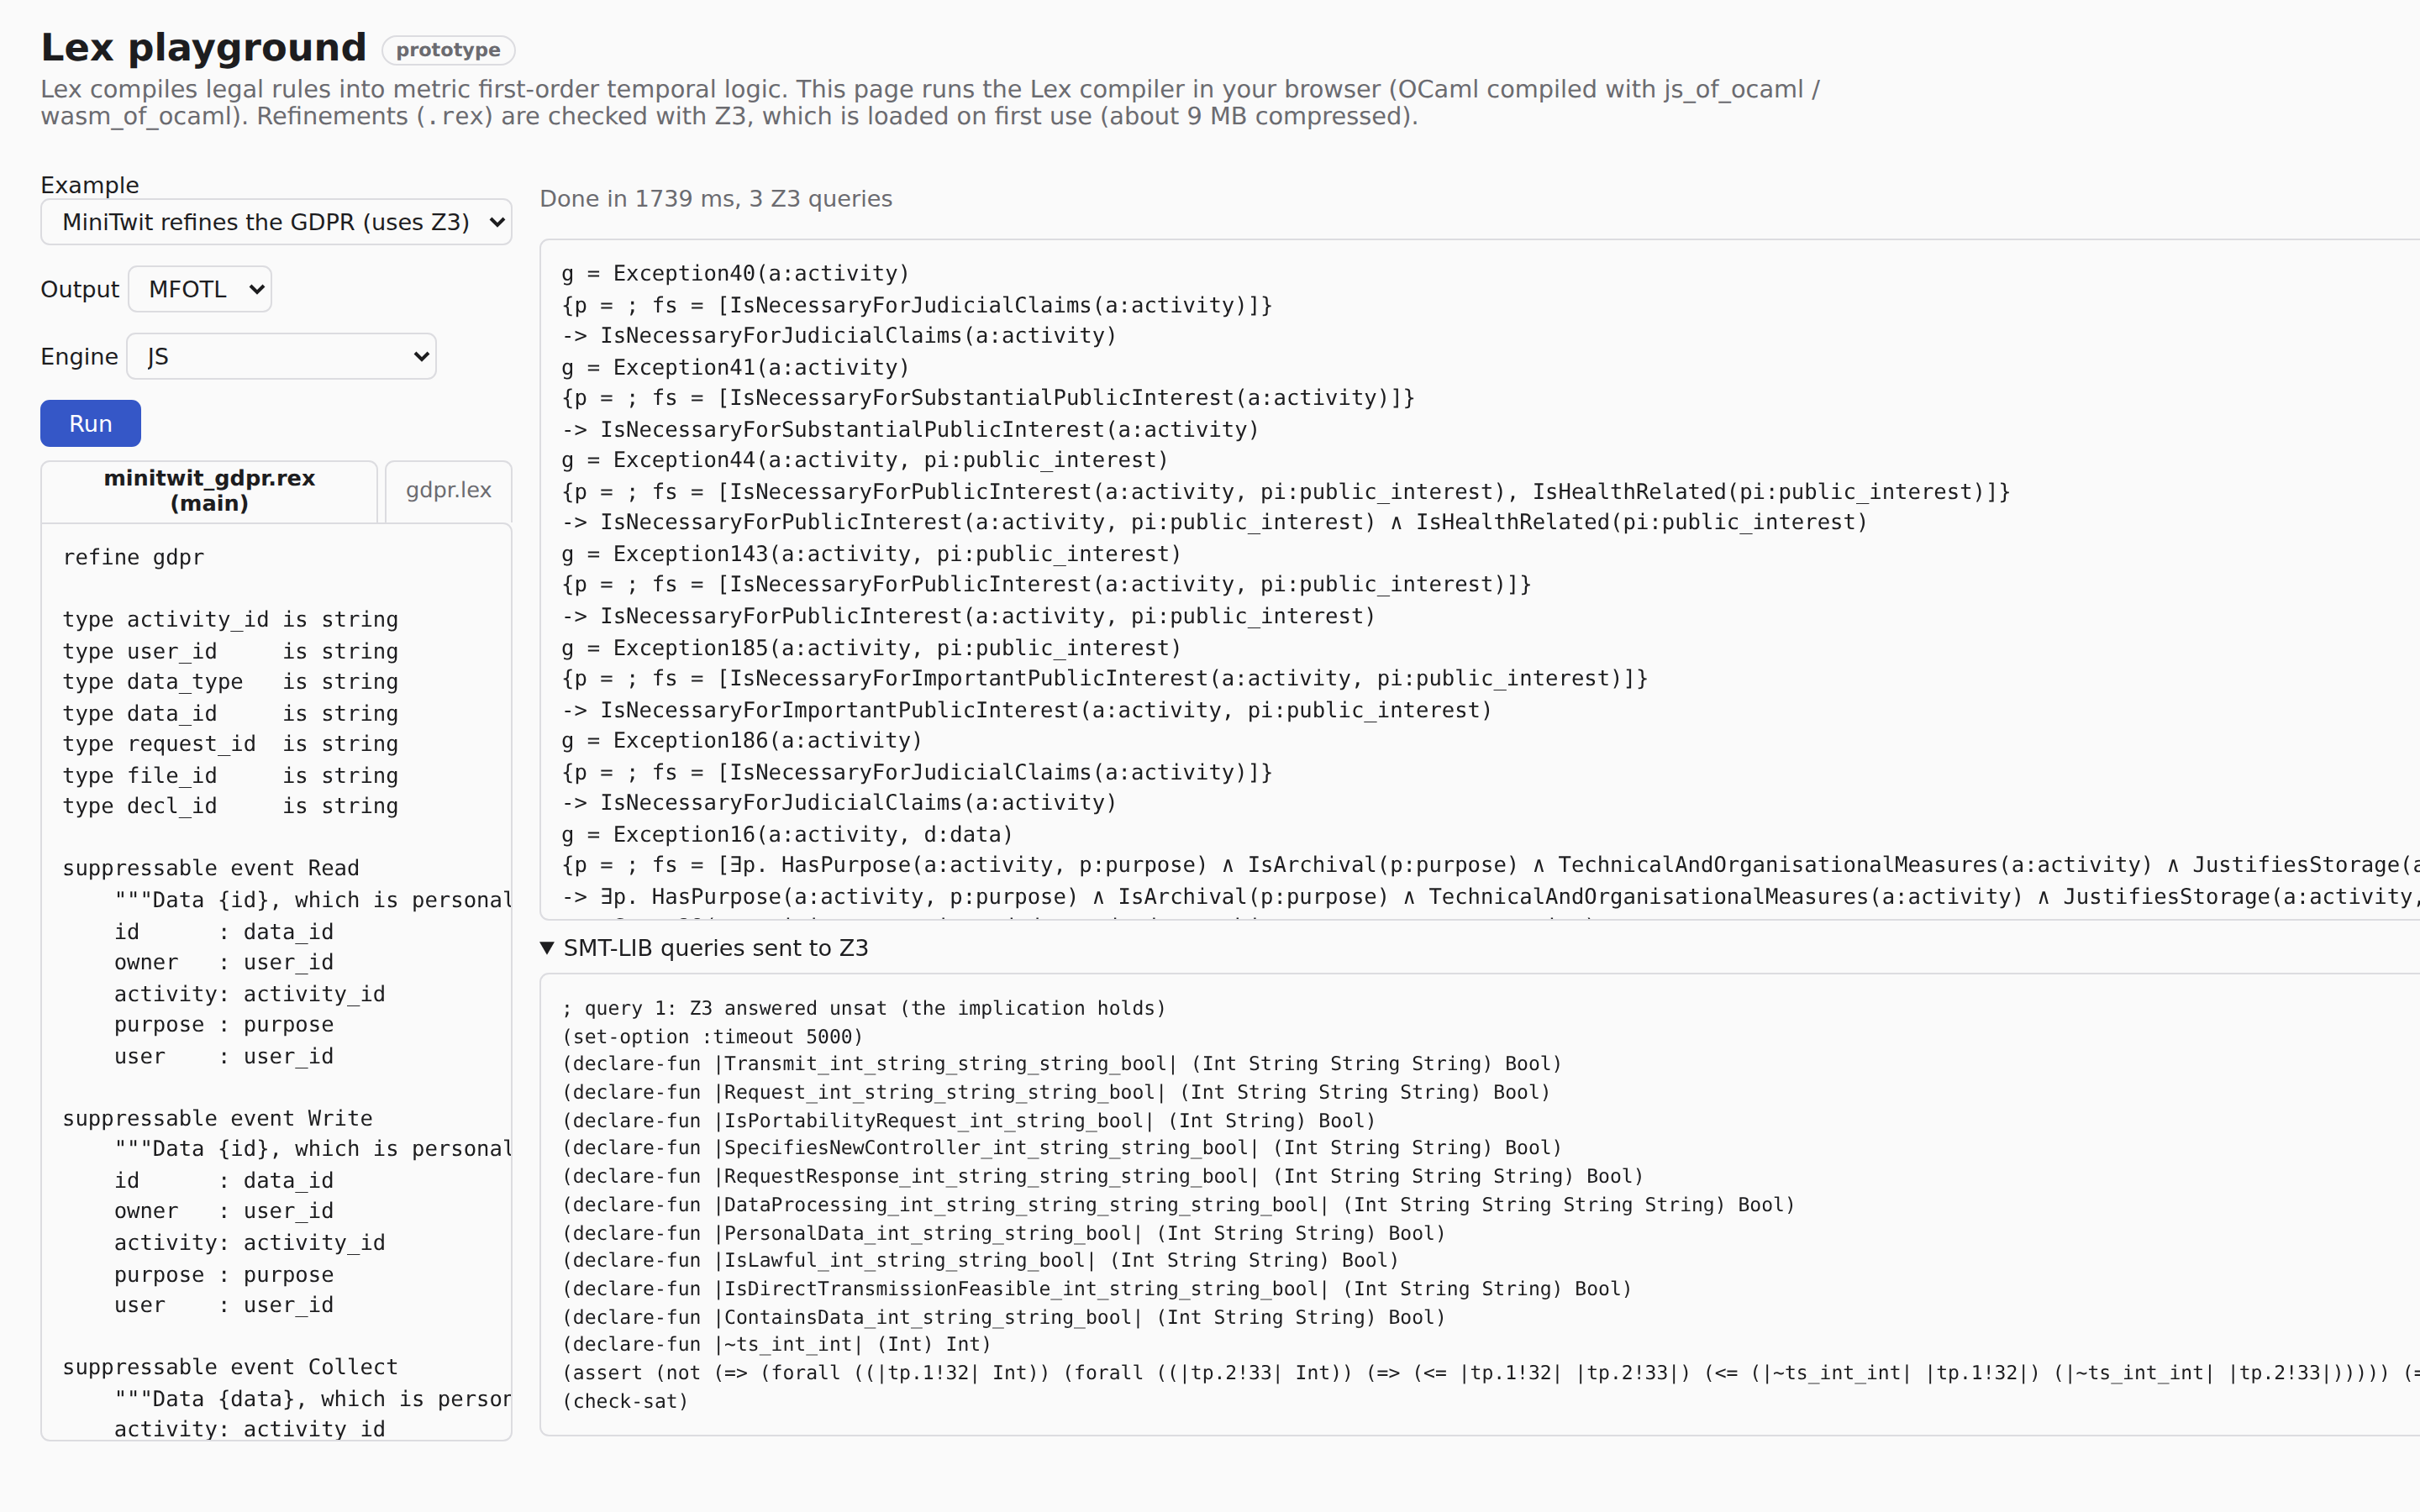 Lex playground prototype
Lex compiles legal rules into metric first-order temporal logic. This page runs the Lex compiler in your browser (OCaml compiled with js_of_ocaml /
wasm_of_ocaml). Refinements (.rex) are checked with Z3, which is loaded on first use (about 9 MB compressed).
Example
MiniTwit refines the GDPR (uses Z3)
Output MFOTL
Engine JS
Run
minitwit_gdpr.rex
(main)
gdpr.lex
refine gdpr
type activity_id is string
type user_id     is string
type data_type   is string
type data_id     is string
type request_id  is string
type file_id     is string
type decl_id     is string
suppressable event Read
    """Data {id}, which is personal
    id      : data_id
    owner   : user_id
    activity: activity_id
    purpose : purpose
    user    : user_id
suppressable event Write
    """Data {id}, which is personal
    id      : data_id
    owner   : user_id
    activity: activity_id
    purpose : purpose
    user    : user_id
suppressable event Collect
    """Data {data}, which is person
    activity: activity_id
Done in 1739 ms, 3 Z3 queries
g = Exception40(a:activity)
{p = ; fs = [IsNecessaryForJudicialClaims(a:activity)]}
-> IsNecessaryForJudicialClaims(a:activity)
g = Exception41(a:activity)
{p = ; fs = [IsNecessaryForSubstantialPublicInterest(a:activity)]}
-> IsNecessaryForSubstantialPublicInterest(a:activity)
g = Exception44(a:activity, pi:public_interest)
{p = ; fs = [IsNecessaryForPublicInterest(a:activity, pi:public_interest), IsHealthRelated(pi:public_interest)]}
-> IsNecessaryForPublicInterest(a:activity, pi:public_interest) ∧ IsHealthRelated(pi:public_interest)
g = Exception143(a:activity, pi:public_interest)
{p = ; fs = [IsNecessaryForPublicInterest(a:activity, pi:public_interest)]}
-> IsNecessaryForPublicInterest(a:activity, pi:public_interest)
g = Exception185(a:activity, pi:public_interest)
{p = ; fs = [IsNecessaryForImportantPublicInterest(a:activity, pi:public_interest)]}
-> IsNecessaryForImportantPublicInterest(a:activity, pi:public_interest)
g = Exception186(a:activity)
{p = ; fs = [IsNecessaryForJudicialClaims(a:activity)]}
-> IsNecessaryForJudicialClaims(a:activity)
g = Exception16(a:activity, d:data)
{p = ; fs = [∃p. HasPurpose(a:activity, p:purpose) ∧ IsArchival(p:purpose) ∧ TechnicalAndOrganisationalMeasures(a:activity) ∧ JustifiesStorage(a
-> ∃p. HasPurpose(a:activity, p:purpose) ∧ IsArchival(p:purpose) ∧ TechnicalAndOrganisationalMeasures(a:activity) ∧ JustifiesStorage(a:activity,
▼ SMT-LIB queries sent to Z3
; query 1: Z3 answered unsat (the implication holds)
(set-option :timeout 5000)
(declare-fun |Transmit_int_string_string_string_bool| (Int String String String) Bool)
(declare-fun |Request_int_string_string_string_bool| (Int String String String) Bool)
(declare-fun |IsPortabilityRequest_int_string_bool| (Int String) Bool)
(declare-fun |SpecifiesNewController_int_string_string_bool| (Int String String) Bool)
(declare-fun |RequestResponse_int_string_string_string_bool| (Int String String String) Bool)
(declare-fun |DataProcessing_int_string_string_string_string_bool| (Int String String String String) Bool)
(declare-fun |PersonalData_int_string_string_bool| (Int String String) Bool)
(declare-fun |IsLawful_int_string_string_bool| (Int String String) Bool)
(declare-fun |IsDirectTransmissionFeasible_int_string_string_bool| (Int String String) Bool)
(declare-fun |ContainsData_int_string_string_bool| (Int String String) Bool)
(declare-fun |~ts_int_int| (Int) Int)
(assert (not (=> (forall ((|tp.1!32| Int)) (forall ((|tp.2!33| Int)) (=> (<= |tp.1!32| |tp.2!33|) (<= (|~ts_int_int| |tp.1!32|) (|~ts_int_int| |tp.2!33|))))) (=
(check-sat)